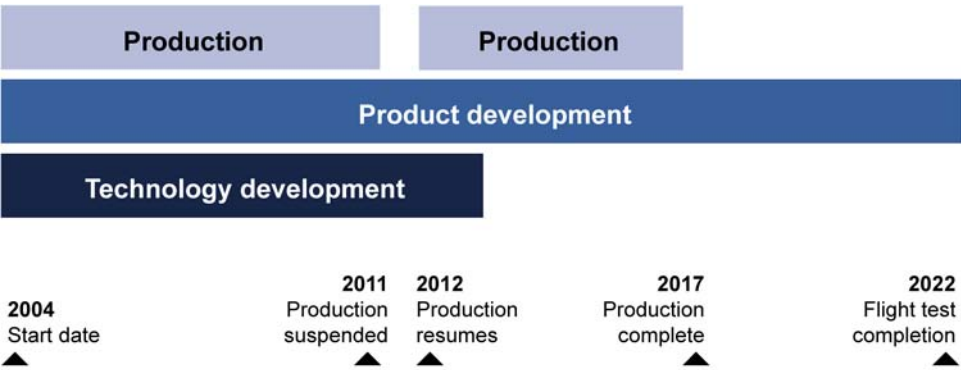 Production
Production
Product development
Technology development
2004
Start date
2011
Production
suspended
2012
Production
resumes
2017
Production
complete
2022
Flight test
completion